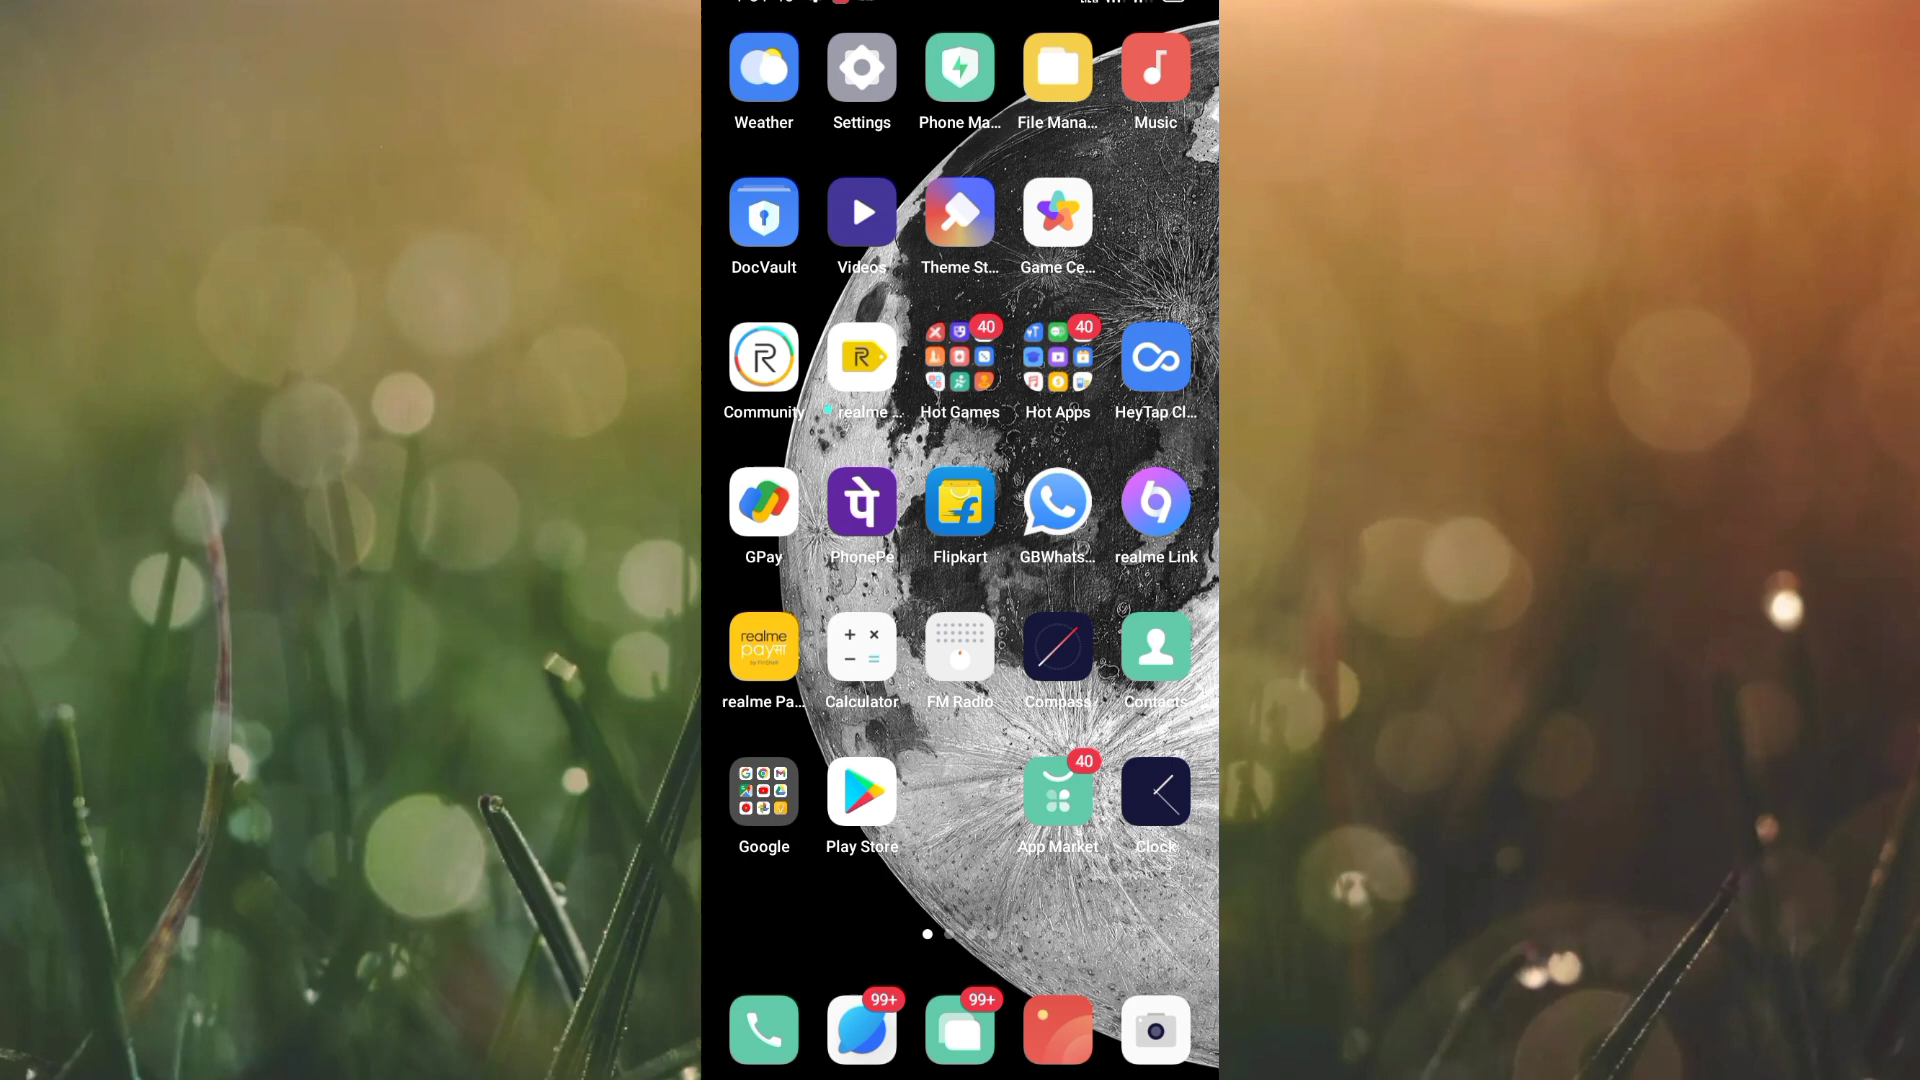 Weather Settings Phone Ma... File Mana... Music
DocVault Videos Theme St... Game Ce...
40 40
Community realme ... Hot Games Hot Apps HeyTap Cl...
पे
GPay PhonePe Flipkart GBWhats... realme Link
realme
payसा
realme Pa... Calculator FM Radio Compass Contacts
40
Google Play Store App Market Clock
99+ 99+